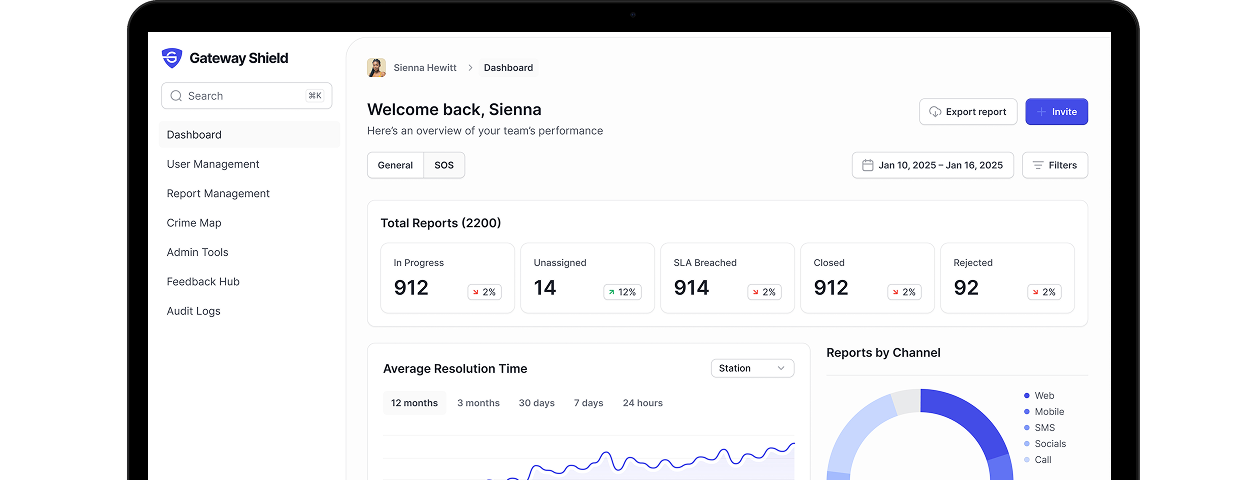 Gateway Shield
Search ⌘K
Dashboard
User Management
Report Management
Crime Map
Admin Tools
Feedback Hub
Audit Logs
Sienna Hewitt > Dashboard
Welcome back, Sienna
Here's an overview of your team's performance
Export report + Invite
General SOS
Jan 10, 2025 – Jan 16, 2025 Filters
Total Reports (2200)
In Progress
912 2%
Unassigned
14 12%
SLA Breached
914 2%
Closed
912 2%
Rejected
92 2%
Average Resolution Time
Station
12 months 3 months 30 days 7 days 24 hours
Reports by Channel
Web
Mobile
SMS
Socials
Call